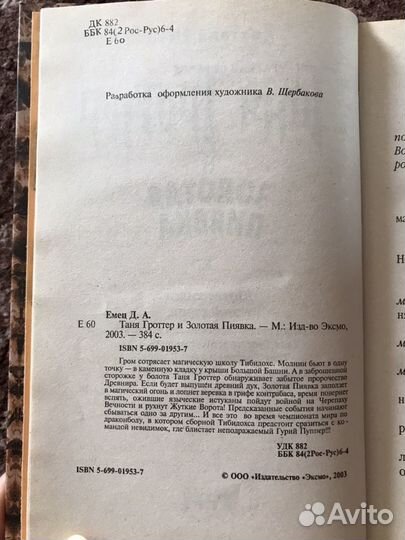 ДК 882
ББК 84(2 Рос-Рус)6-4
Е 60
Разработка оформления художника В. Щербакова
Емец Д. А.
Е 60 Таня Гроттер и Золотая Пиявка. — М.: Изд-во Эксмо,
2003. — 384 с.
ISBN 5-699-01953-7
Гром сотрясает магическую школу Тибидохс. Молнии бьют в одну
точку — в каменную кладку у крыши Большой Башни. А в заброшенной
сторожке у болота Таня Гроттер обнаруживает забытое пророчество
Древнира. Если будет выпущен древний дух, Золотая Пиявка заползет
в магический огонь и лопнет веревка в грифе контрабаса, время повер-
нет вспять, ожившие языческие истуканы пойдут войной на Черепаху
Вечности и рухнут Жуткие Ворота! Предсказанные события начинают
сбываться одно за другим... И все это во время чемпионата мира по
драконболу, в котором сборной Тибидохса предстоит сразиться с ко-
мандой невидимок, где блистает неподражаемый Гурий Пуппер!!!
УДК 882
ББК 84(2Рос-Рус)6-4
ISBN 5-699-01953-7
© ООО «Издательство «Эксмо», 2003
Avito